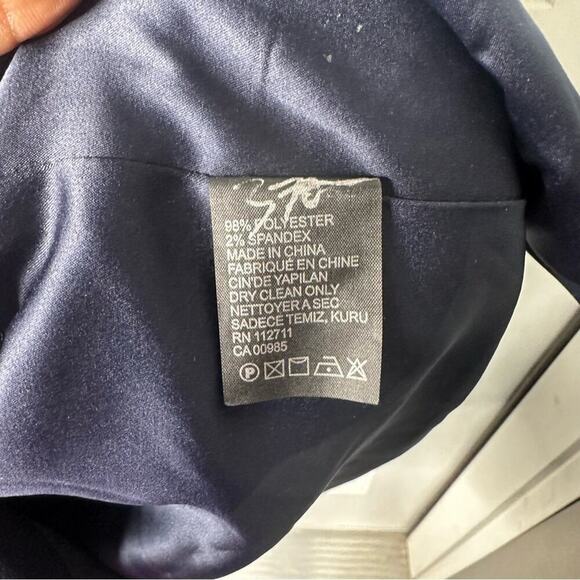 98% POLYESTER
2% SPANDEX
MADE IN CHINA
FABRIQUÉ EN CHINE
CIN'DE YAPILAN
DRY CLEAN ONLY
NETTOYER A SEC
SADECE TEMIZ, KURU
RN 112711
CA 00985
P